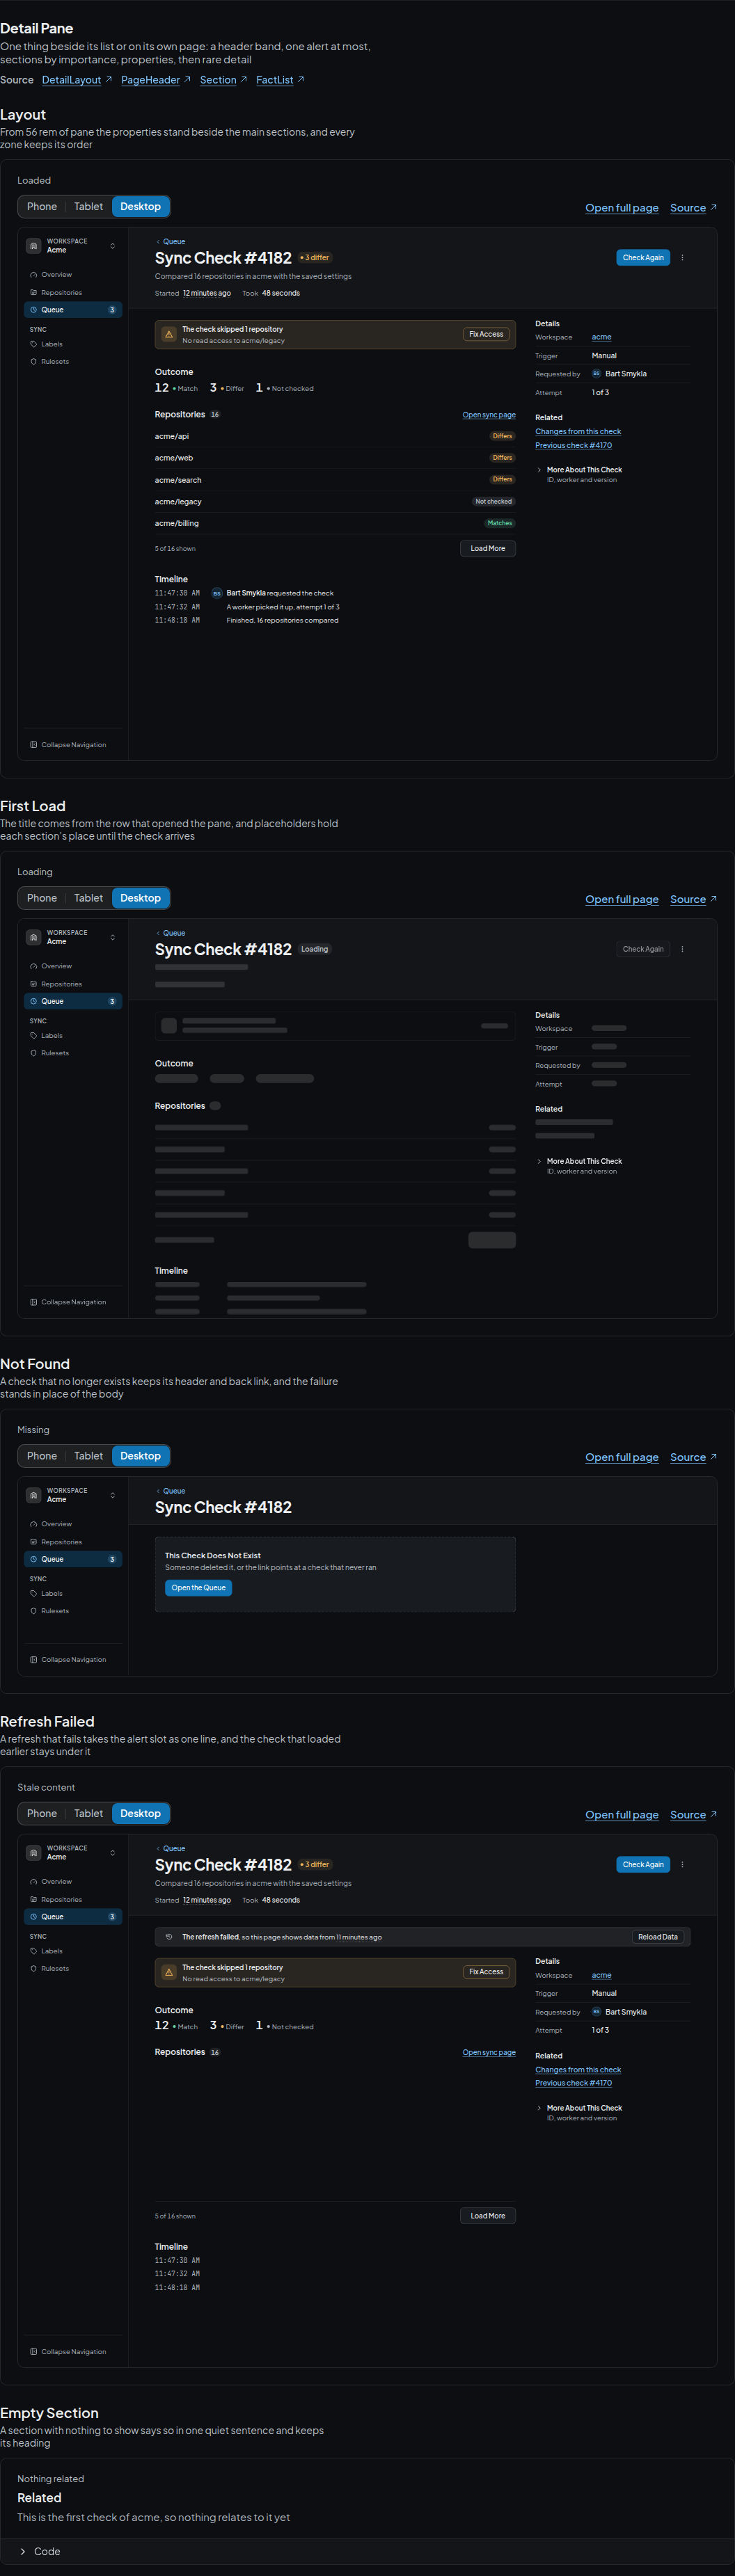 Detail Pane
One thing beside its list or on its own page: a header band, one alert at most,
sections by importance, properties, then rare detail
Source DetailLayout PageHeader Section FactList
Layout
From 56 rem of pane the properties stand beside the main sections, and every
zone keeps its order
Loaded
Phone Tablet Desktop
Open full page Source
WORKSPACE
Acme
Overview
Repositories
Queue 3
SYNC
Labels
Rulesets
Collapse Navigation
Queue
Sync Check #4182 3 differ
Check Again
Compared 16 repositories in acme with the saved settings
Started 12 minutes ago Took 48 seconds
The check skipped 1 repository
No read access to acme/legacy
Fix Access
Outcome
12 Match 3 Differ 1 Not checked
Repositories 16 Open sync page
acme/api Differs
acme/web Differs
acme/search Differs
acme/legacy Not checked
acme/billing Matches
5 of 16 shown Load More
Timeline
11:47:30 AM BS Bart Smykla requested the check
11:47:32 AM A worker picked it up, attempt 1 of 3
11:48:18 AM Finished, 16 repositories compared
Details
Workspace acme
Trigger Manual
Requested by BS Bart Smykla
Attempt 1 of 3
Related
Changes from this check
Previous check #4170
More About This Check
ID, worker and version
First Load
The title comes from the row that opened the pane, and placeholders hold
each section's place until the check arrives
Loading
Phone Tablet Desktop
Open full page Source
WORKSPACE
Acme
Overview
Repositories
Queue 3
SYNC
Labels
Rulesets
Collapse Navigation
Queue
Sync Check #4182 Loading
Check Again
Outcome
Repositories
Timeline
Details
Workspace
Trigger
Requested by
Attempt
Related
More About This Check
ID, worker and version
Not Found
A check that no longer exists keeps its header and back link, and the failure
stands in place of the body
Missing
Phone Tablet Desktop
Open full page Source
WORKSPACE
Acme
Overview
Repositories
Queue 3
SYNC
Labels
Rulesets
Collapse Navigation
Queue
Sync Check #4182
This Check Does Not Exist
Someone deleted it, or the link points at a check that never ran
Open the Queue
Refresh Failed
A refresh that fails takes the alert slot as one line, and the check that loaded
earlier stays under it
Stale content
Phone Tablet Desktop
Open full page Source
WORKSPACE
Acme
Overview
Repositories
Queue 3
SYNC
Labels
Rulesets
Collapse Navigation
Queue
Sync Check #4182 3 differ
Check Again
Compared 16 repositories in acme with the saved settings
Started 12 minutes ago Took 48 seconds
The refresh failed, so this page shows data from 11 minutes ago
Reload Data
The check skipped 1 repository
No read access to acme/legacy
Fix Access
Outcome
12 Match 3 Differ 1 Not checked
Repositories 16 Open sync page
5 of 16 shown Load More
Timeline
11:47:30 AM
11:47:32 AM
11:48:18 AM
Details
Workspace acme
Trigger Manual
Requested by BS Bart Smykla
Attempt 1 of 3
Related
Changes from this check
Previous check #4170
More About This Check
ID, worker and version
Empty Section
A section with nothing to show says so in one quiet sentence and keeps
its heading
Nothing related
Related
This is the first check of acme, so nothing relates to it yet
Code